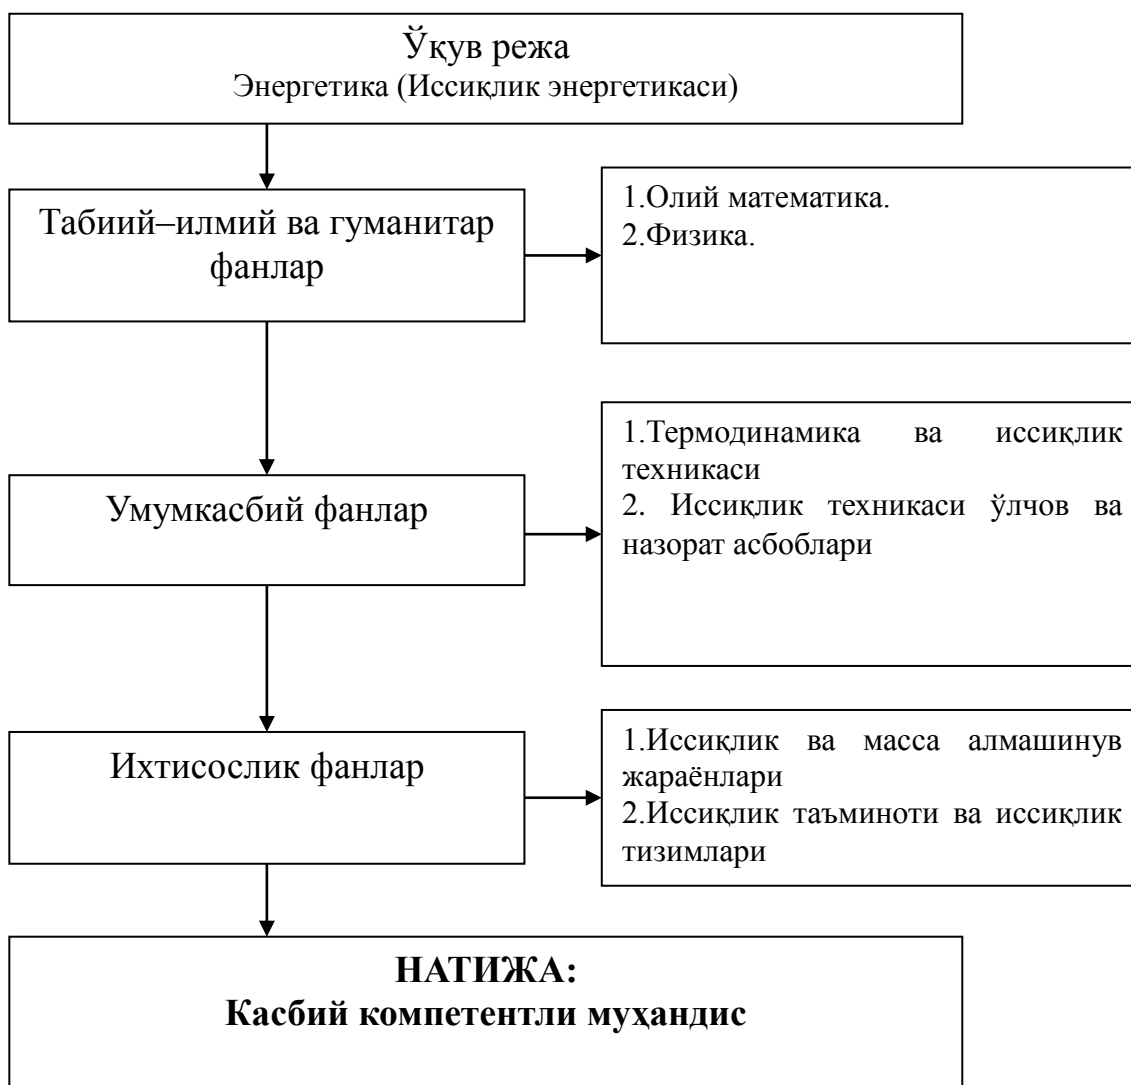 Ўқув режа
Энергетика (Иссиқлик энергетикаси)
Табиий–илмий ва гуманитар
фанлар
1.Олий математика.
2.Физика.
Умумкасбий фанлар
1.Термодинамика ва иссиқлик
техникаси
2. Иссиқлик техникаси ўлчов ва
назорат асбоблари
Ихтисослик фанлар
1.Иссиқлик ва масса алмашинув
жараёнлари
2.Иссиқлик таъминоти ва иссиқлик
тизимлари
НАТИЖА:
Касбий компетентли муҳандис